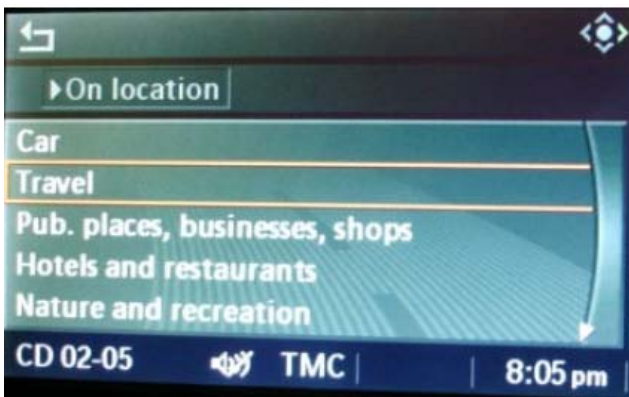 On location
Car
Travel
Pub. places, businesses, shops
Hotels and restaurants
Nature and recreation
CD 02-05 TMC 8:05 pm